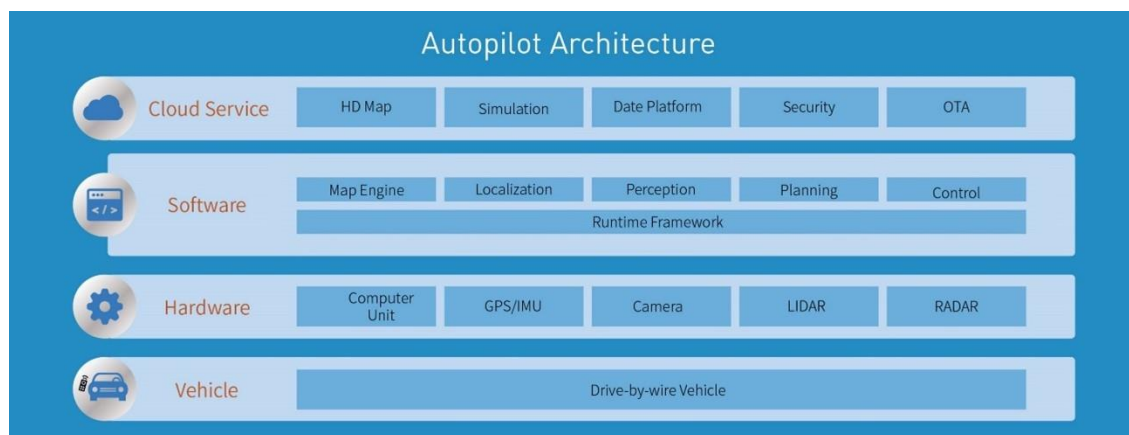 Autopilot Architecture
Cloud Service
HD Map
Simulation
Date Platform
Security
OTA
Software
Map Engine
Localization
Perception
Planning
Control
Runtime Framework
</>
Hardware
Computer
Unit
GPS/IMU
Camera
LIDAR
RADAR
Vehicle
Drive-by-wire Vehicle